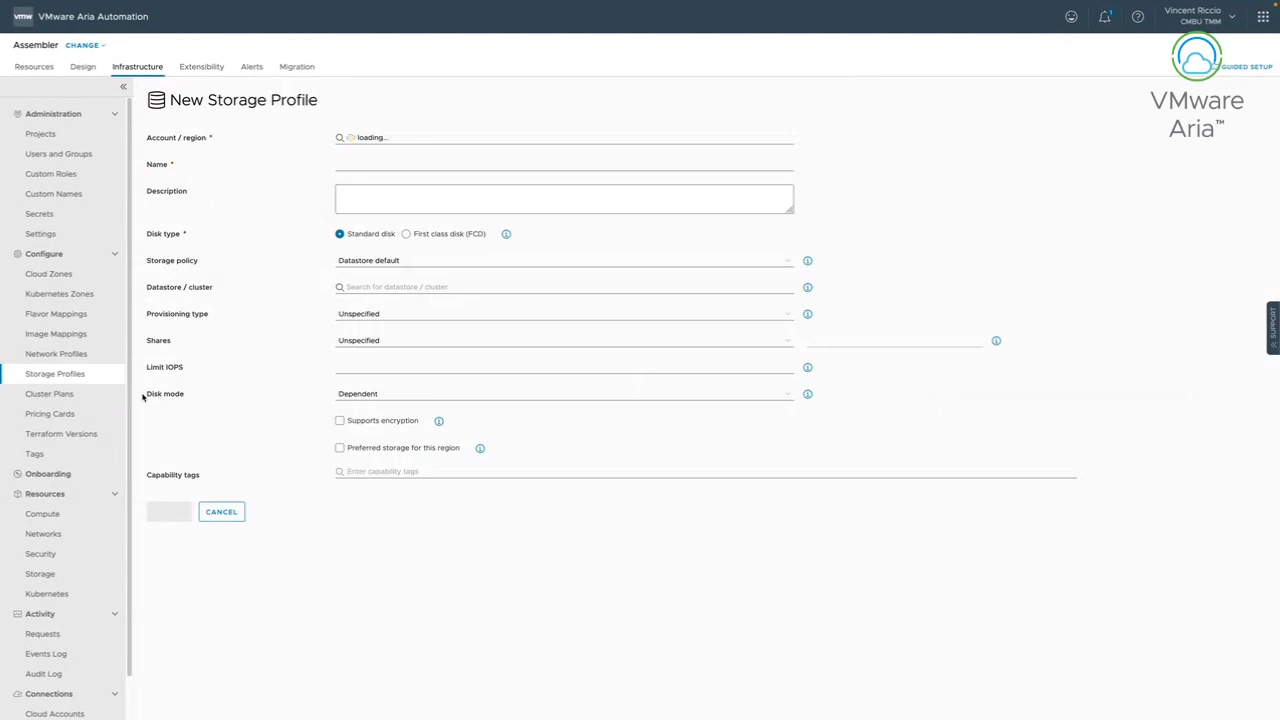 vmw VMware Aria Automation
1
Vincent Riccio
CMBU TMM
Assembler CHANGE
GUIDED SETUP
Resources Design Infrastructure Extensibility Alerts Migration
VMware
Aria™
«
Administration
Projects
Users and Groups
Custom Roles
Custom Names
Secrets
Settings
Configure
Cloud Zones
Kubernetes Zones
Flavor Mappings
Image Mappings
Network Profiles
Storage Profiles
Cluster Plans
Pricing Cards
Terraform Versions
Tags
Onboarding
Resources
Compute
Networks
Security
Storage
Kubernetes
Activity
Requests
Events Log
Audit Log
Connections
Cloud Accounts
New Storage Profile
Account / region * loading...
Name *
Description
Disk type * Standard disk First class disk (FCD)
Storage policy Datastore default
Datastore / cluster Search for datastore / cluster
Provisioning type Unspecified
Shares Unspecified
Limit IOPS
Disk mode Dependent
Supports encryption
Preferred storage for this region
Capability tags Enter capability tags
CANCEL
SUPPORT